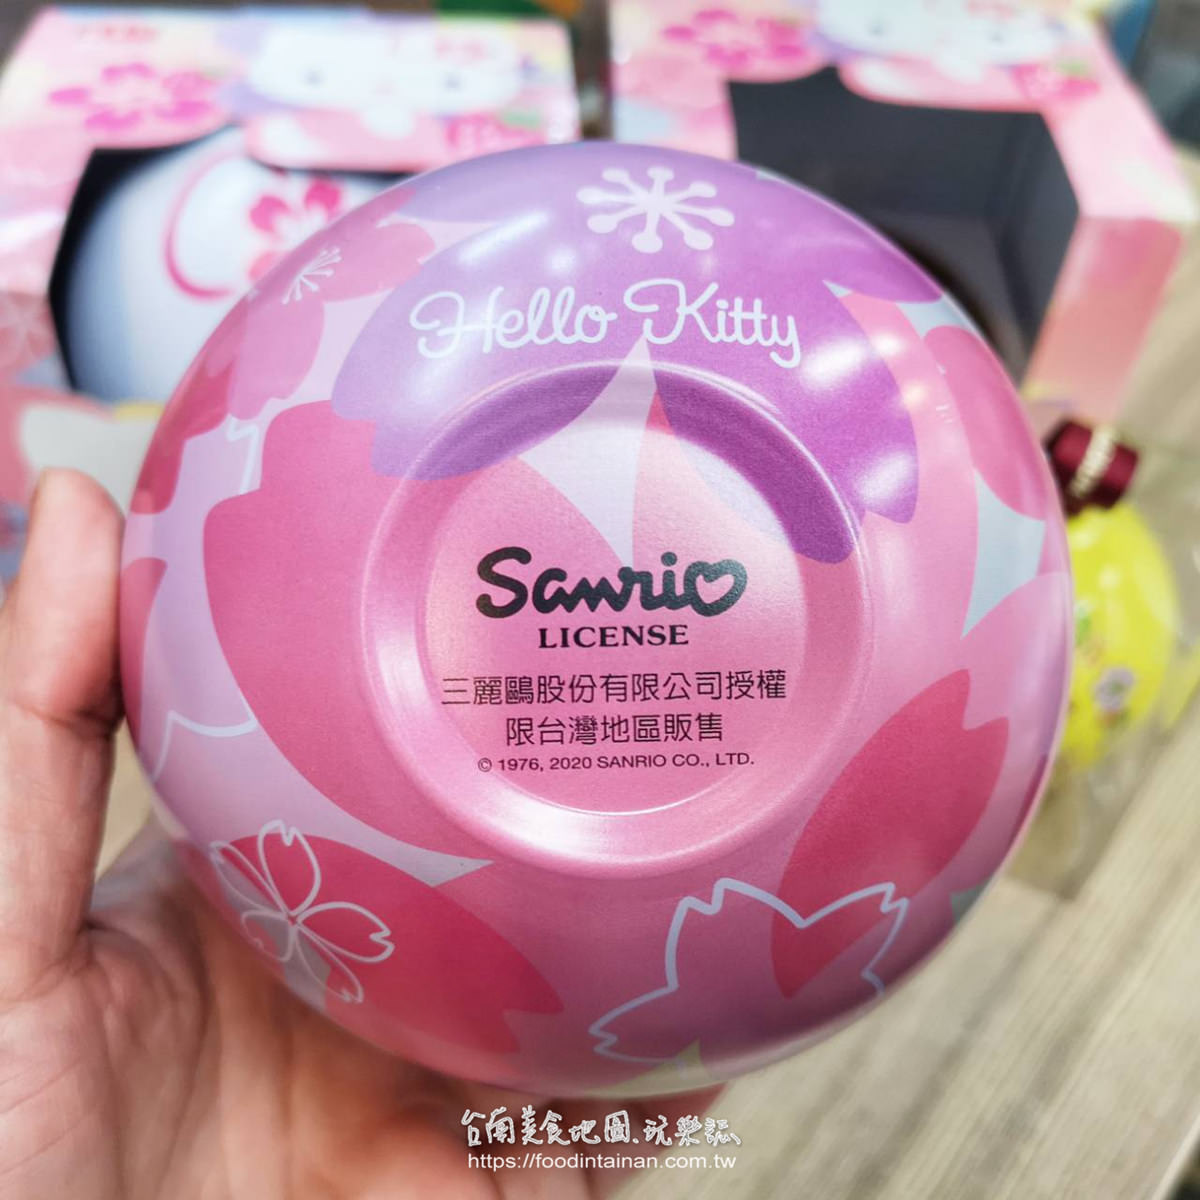 Hello Kitty
Sanrio
LICENSE
三麗鷗股份有限公司授權
限台灣地區販售
© 1976, 2020 SANRIO CO., LTD.
台南美食地圖.玩樂誌
https://foodintainan.com.tw